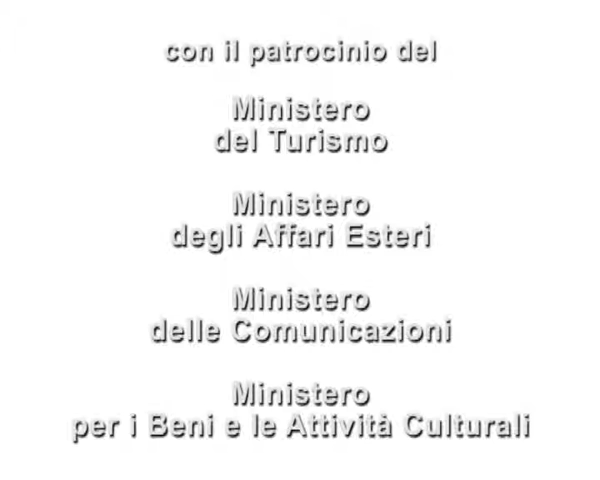 con il patrocinio del
Ministero
del Turismo
Ministero
degli Affari Esteri
Ministero
delle Comunicazioni
Ministero
per i Beni e le Attività Culturali